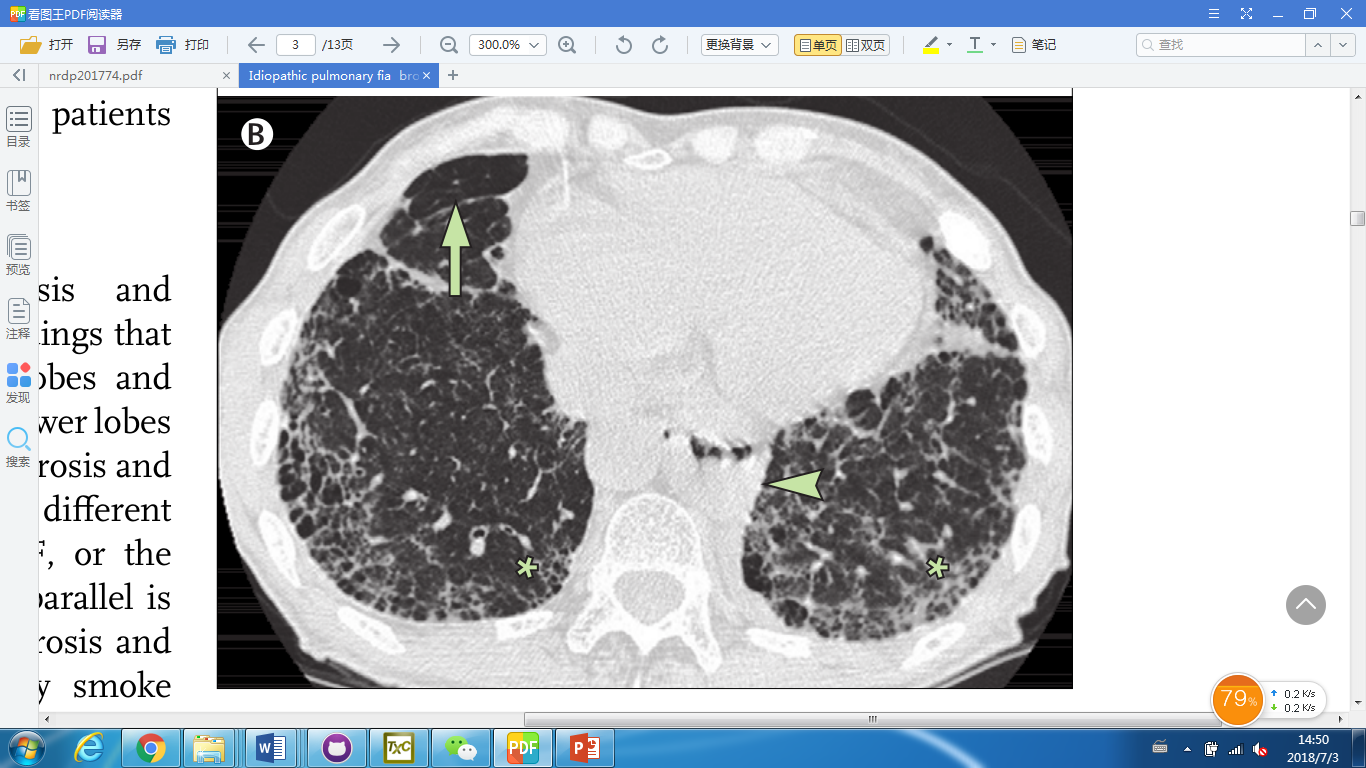 看图王PDF阅读器
打开
另存
打印
3
/13页
300.0%
更换背景
单页
双页
T
笔记
查找
nrdp201774.pdf
Idiopathic pulmonary fia bro
目录
书签
预览
注释
发现
搜索
patients
sis and
ings that
obes and
wer lobes
rosis and
different
F, or the
parallel is
rosis and
y smoke
B
*
*
79%
0.2 K/s
0.2 K/s
TXC
PDF
14:50
2018/7/3